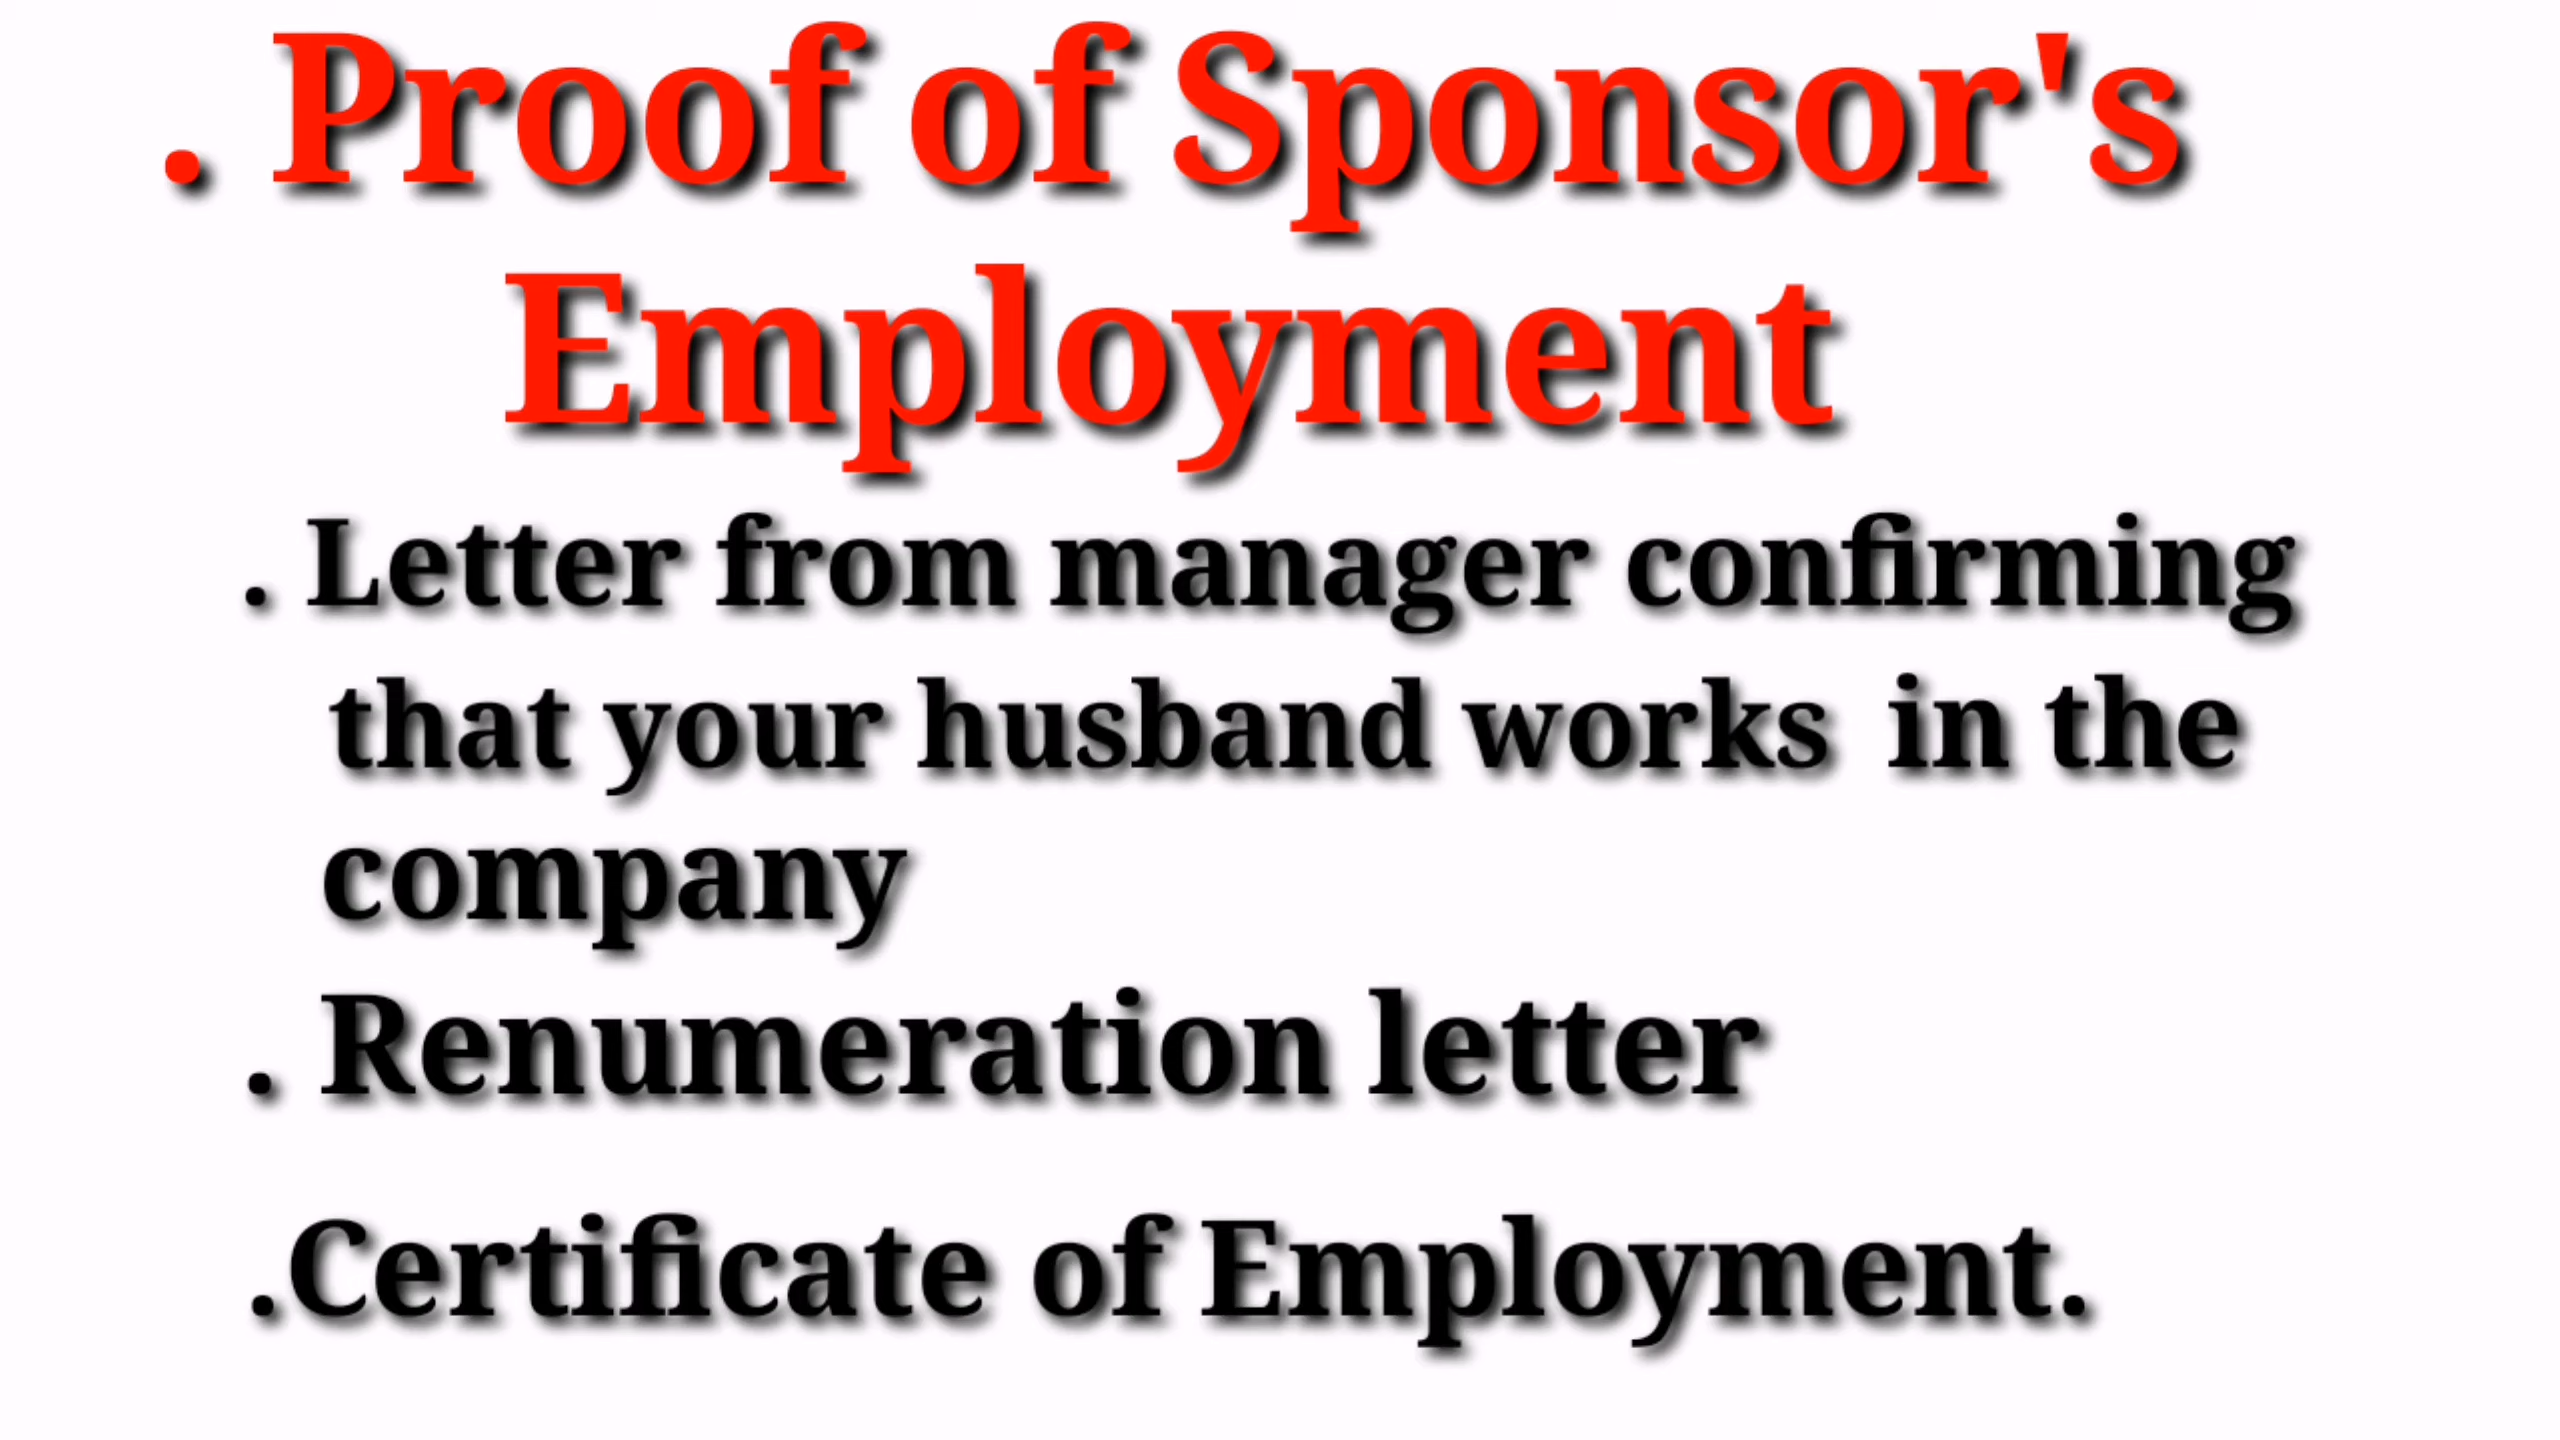 . Proof of Sponsor's
Employment
. Letter from manager confirming
that your husband works in the
company
. Renumeration letter
.Certificate of Employment.